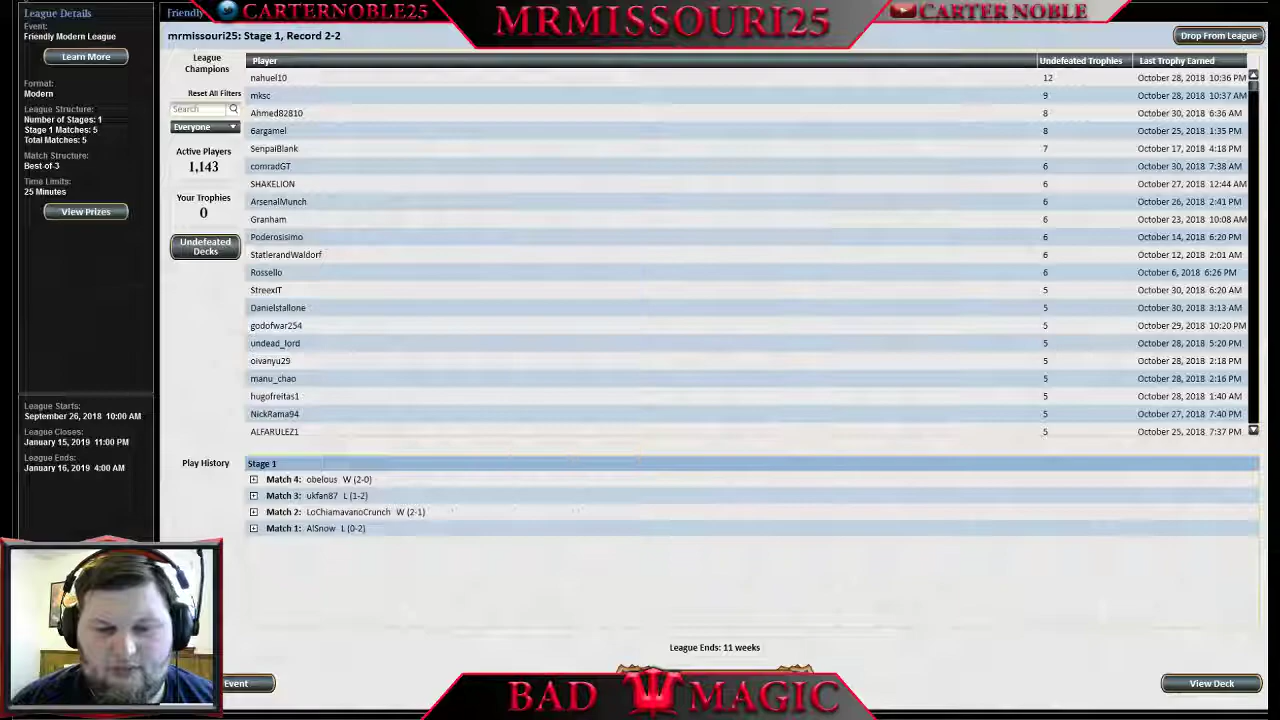 CARTERNOBLE25
MRMISSOURI25
CARTER NOBLE
League Details
Event:
Friendly Modern League
Learn More
Format:
Modern
League Structure:
Number of Stages: 1
Stage 1 Matches: 5
Total Matches: 5
Match Structure:
Best-of-3
Time Limits:
25 Minutes
View Prizes
League Starts:
September 26, 2018 10:00 AM
League Closes:
January 15, 2019 11:00 PM
League Ends:
January 16, 2019 4:00 AM
Friendly
mrmissouri25: Stage 1, Record 2-2
Drop From League
League
Champions
Reset All Filters
Search
Everyone
Active Players
1,143
Your Trophies
0
Undefeated
Decks
Player Undefeated Trophies Last Trophy Earned
nahuel10 12 October 28, 2018 10:36 PM
mksc 9 October 28, 2018 10:37 AM
Ahmed82810 8 October 30, 2018 6:36 AM
6argamel 8 October 25, 2018 1:35 PM
SenpaiBlank 7 October 17, 2018 4:18 PM
comradGT 6 October 30, 2018 7:38 AM
SHAKELION 6 October 27, 2018 12:44 AM
ArsenalMunch 6 October 26, 2018 2:41 PM
Granham 6 October 23, 2018 10:08 AM
Poderosisimo 6 October 14, 2018 6:20 PM
StatlerandWaldorf 6 October 12, 2018 2:01 AM
Rossello 6 October 6, 2018 6:26 PM
StreexIT 5 October 30, 2018 6:20 AM
Danielstallone 5 October 30, 2018 3:13 AM
godofwar254 5 October 29, 2018 10:20 PM
undead_lord 5 October 28, 2018 5:20 PM
oivanyu29 5 October 28, 2018 2:18 PM
manu_chao 5 October 28, 2018 2:16 PM
hugofreitas1 5 October 28, 2018 1:40 AM
NickRama94 5 October 27, 2018 7:40 PM
ALFARULEZ1 5 October 25, 2018 7:37 PM
Play History
Stage 1
Match 4: obelous W (2-0)
Match 3: ukfan87 L (1-2)
Match 2: LoChiamavanoCrunch W (2-1)
Match 1: AlSnow L (0-2)
League Ends: 11 weeks
Event
View Deck
BAD MAGIC